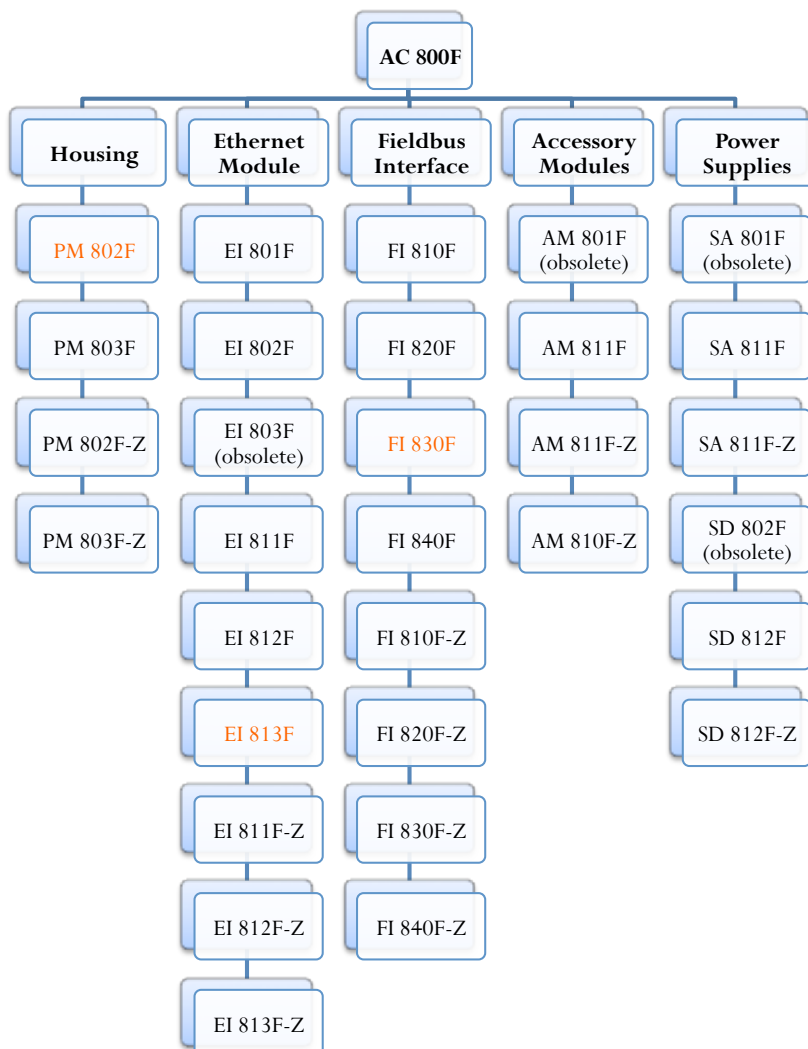 AC 800F
Housing
PM 802F
PM 803F
PM 802F-Z
PM 803F-Z
Ethernet
Module
EI 801F
EI 802F
EI 803F
(obsolete)
EI 811F
EI 812F
EI 813F
EI 811F-Z
EI 812F-Z
EI 813F-Z
Fieldbus
Interface
FI 810F
FI 820F
FI 830F
FI 840F
FI 810F-Z
FI 820F-Z
FI 830F-Z
FI 840F-Z
Accessory
Modules
AM 801F
(obsolete)
AM 811F
AM 811F-Z
AM 810F-Z
Power
Supplies
SA 801F
(obsolete)
SA 811F
SA 811F-Z
SD 802F
(obsolete)
SD 812F
SD 812F-Z